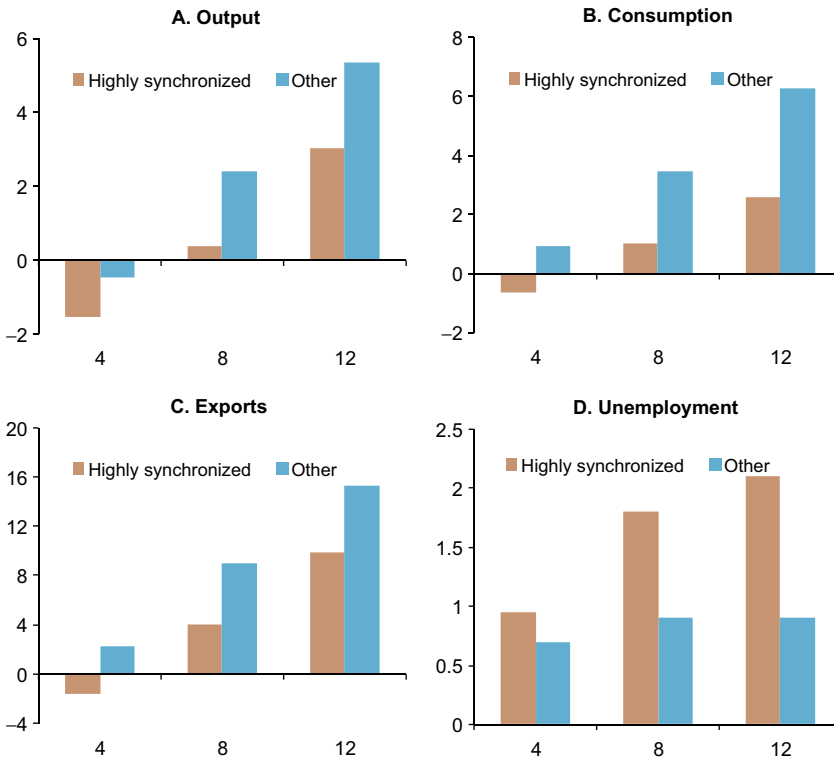 A. Output
6
Highly synchronized Other
4
2
0
–2
4 8 12
B. Consumption
8
Highly synchronized Other
6
4
2
0
–2
4 8 12
C. Exports
20
Highly synchronized Other
16
12
8
4
0
–4
4 8 12
D. Unemployment
2.5
Highly synchronized Other
2
1.5
1
0.5
0
4 8 12